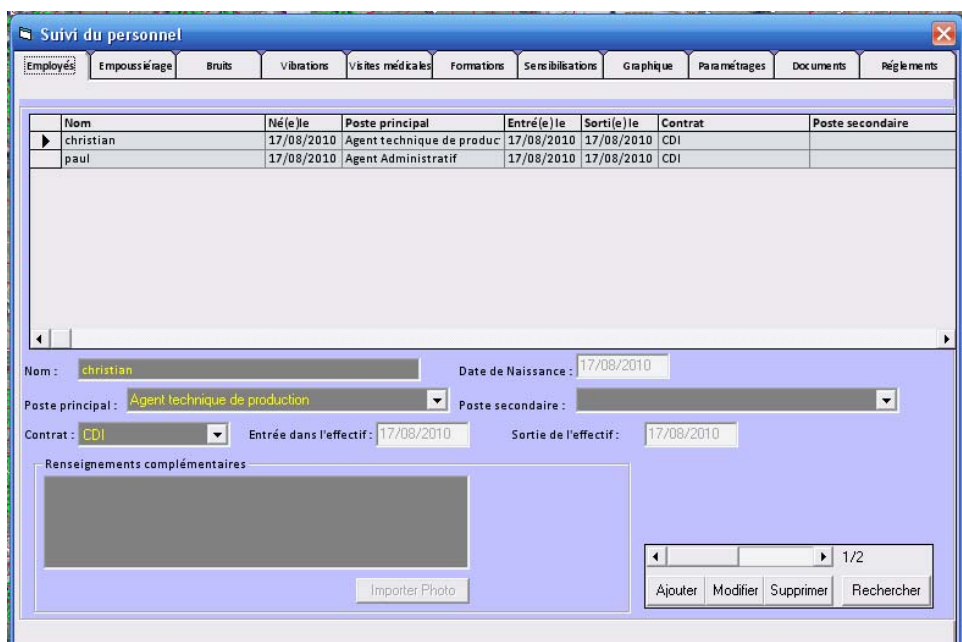 Suivi du personnel
Employés Empoussiérage Bruits Vibrations Visites médicales Formations Sensibilisations Graphique Paramétrages Documents Réglements
Nom Né(e)le Poste principal Entré(e)le Sorti(e)le Contrat Poste secondaire
christian 17/08/2010 Agent technique de produc 17/08/2010 17/08/2010 CDI
paul 17/08/2010 Agent Administratif 17/08/2010 17/08/2010 CDI
Nom : christian Date de Naissance : 17/08/2010
Poste principal : Agent technique de production Poste secondaire :
Contrat : CDI Entrée dans l'effectif : 17/08/2010 Sortie de l'effectif : 17/08/2010
Renseignements complémentaires
1/2
Importer Photo Ajouter Modifier Supprimer Rechercher